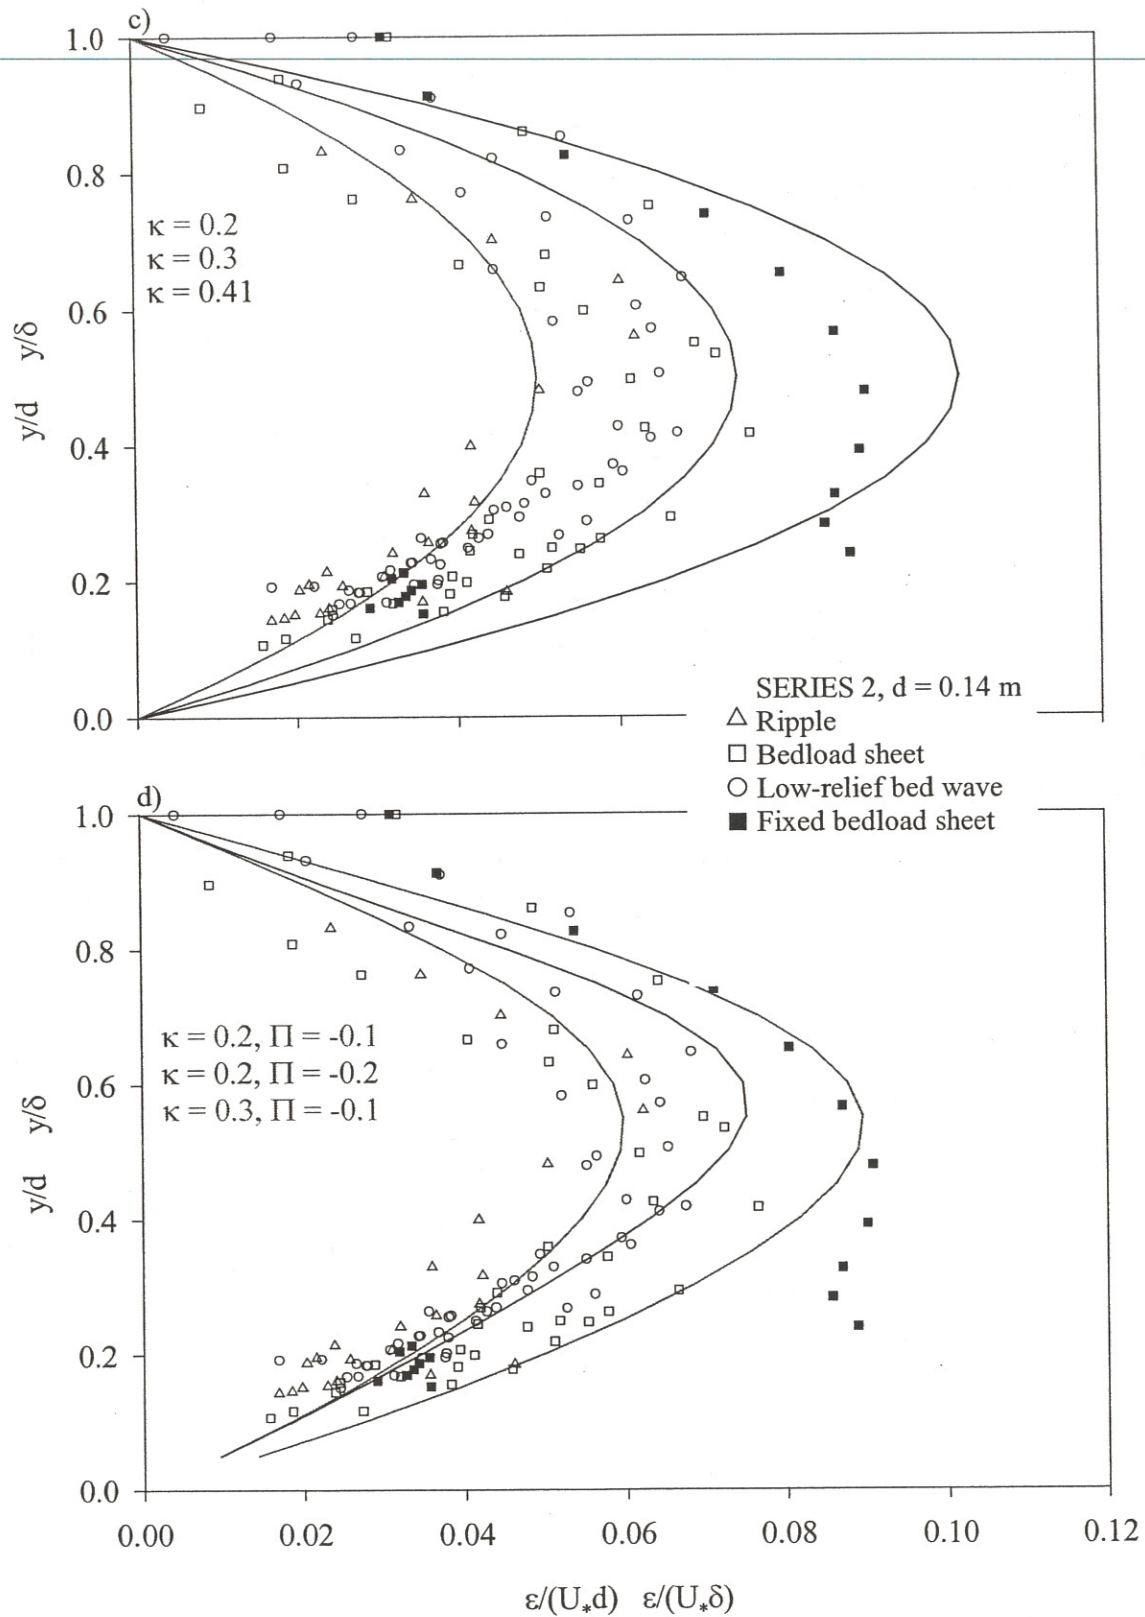 c)
1.0
0.8
κ = 0.2
κ = 0.3
κ = 0.41
0.6
y/d y/δ
0.4
0.2
0.0
SERIES 2, d = 0.14 m
Ripple
Bedload sheet
Low-relief bed wave
Fixed bedload sheet
d)
1.0
0.8
κ = 0.2, Π = -0.1
κ = 0.2, Π = -0.2
κ = 0.3, Π = -0.1
0.6
y/d y/δ
0.4
0.2
0.0
0.00 0.02 0.04 0.06 0.08 0.10 0.12
ε/(U*d) ε/(U*δ)